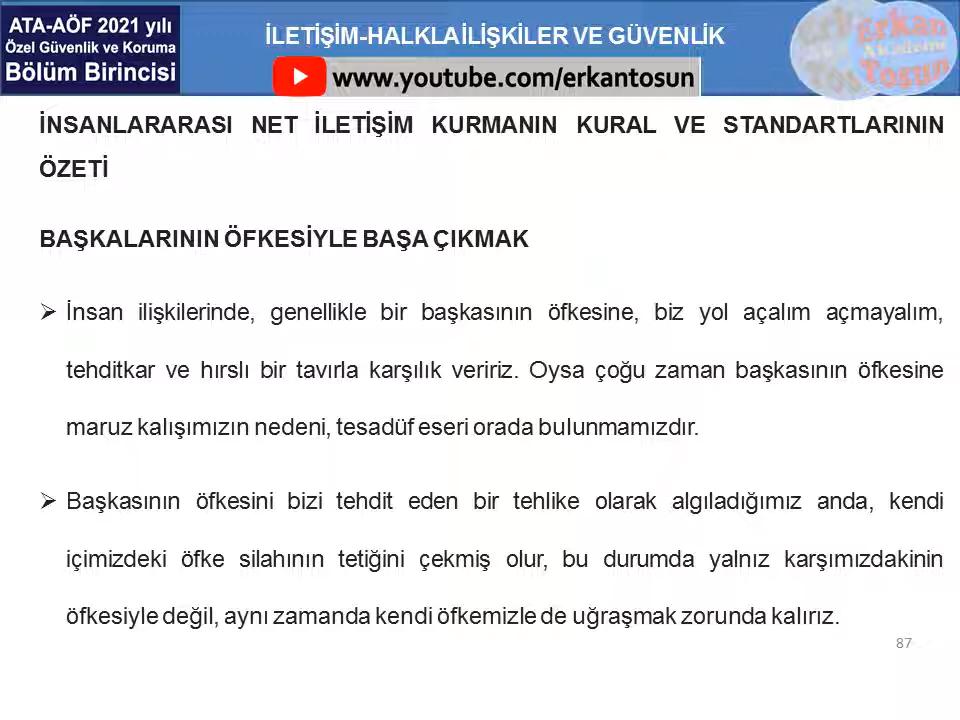 ATA-AÖF 2021 yılı
Özel Güvenlik ve Koruma
Bölüm Birincisi
İLETİŞİM-HALKLA İLİŞKİLER VE GÜVENLİK
www.youtube.com/erkantosun
Erkan
Akademi
Tosun
İNSANLARARASI NET İLETİŞİM KURMANIN KURAL VE STANDARTLARININ
ÖZETİ
BAŞKALARININ ÖFKESİYLE BAŞA ÇIKMAK
İnsan ilişkilerinde, genellikle bir başkasının öfkesine, biz yol açalım açmayalım,
tehditkar ve hırslı bir tavırla karşılık veririz. Oysa çoğu zaman başkasının öfkesine
maruz kalışımızın nedeni, tesadüf eseri orada bulunmamızdır.
Başkasının öfkesini bizi tehdit eden bir tehlike olarak algıladığımız anda, kendi
içimizdeki öfke silahının tetiğini çekmiş olur, bu durumda yalnız karşımızdakinin
öfkesiyle değil, aynı zamanda kendi öfkemizle de uğraşmak zorunda kalırız.
87